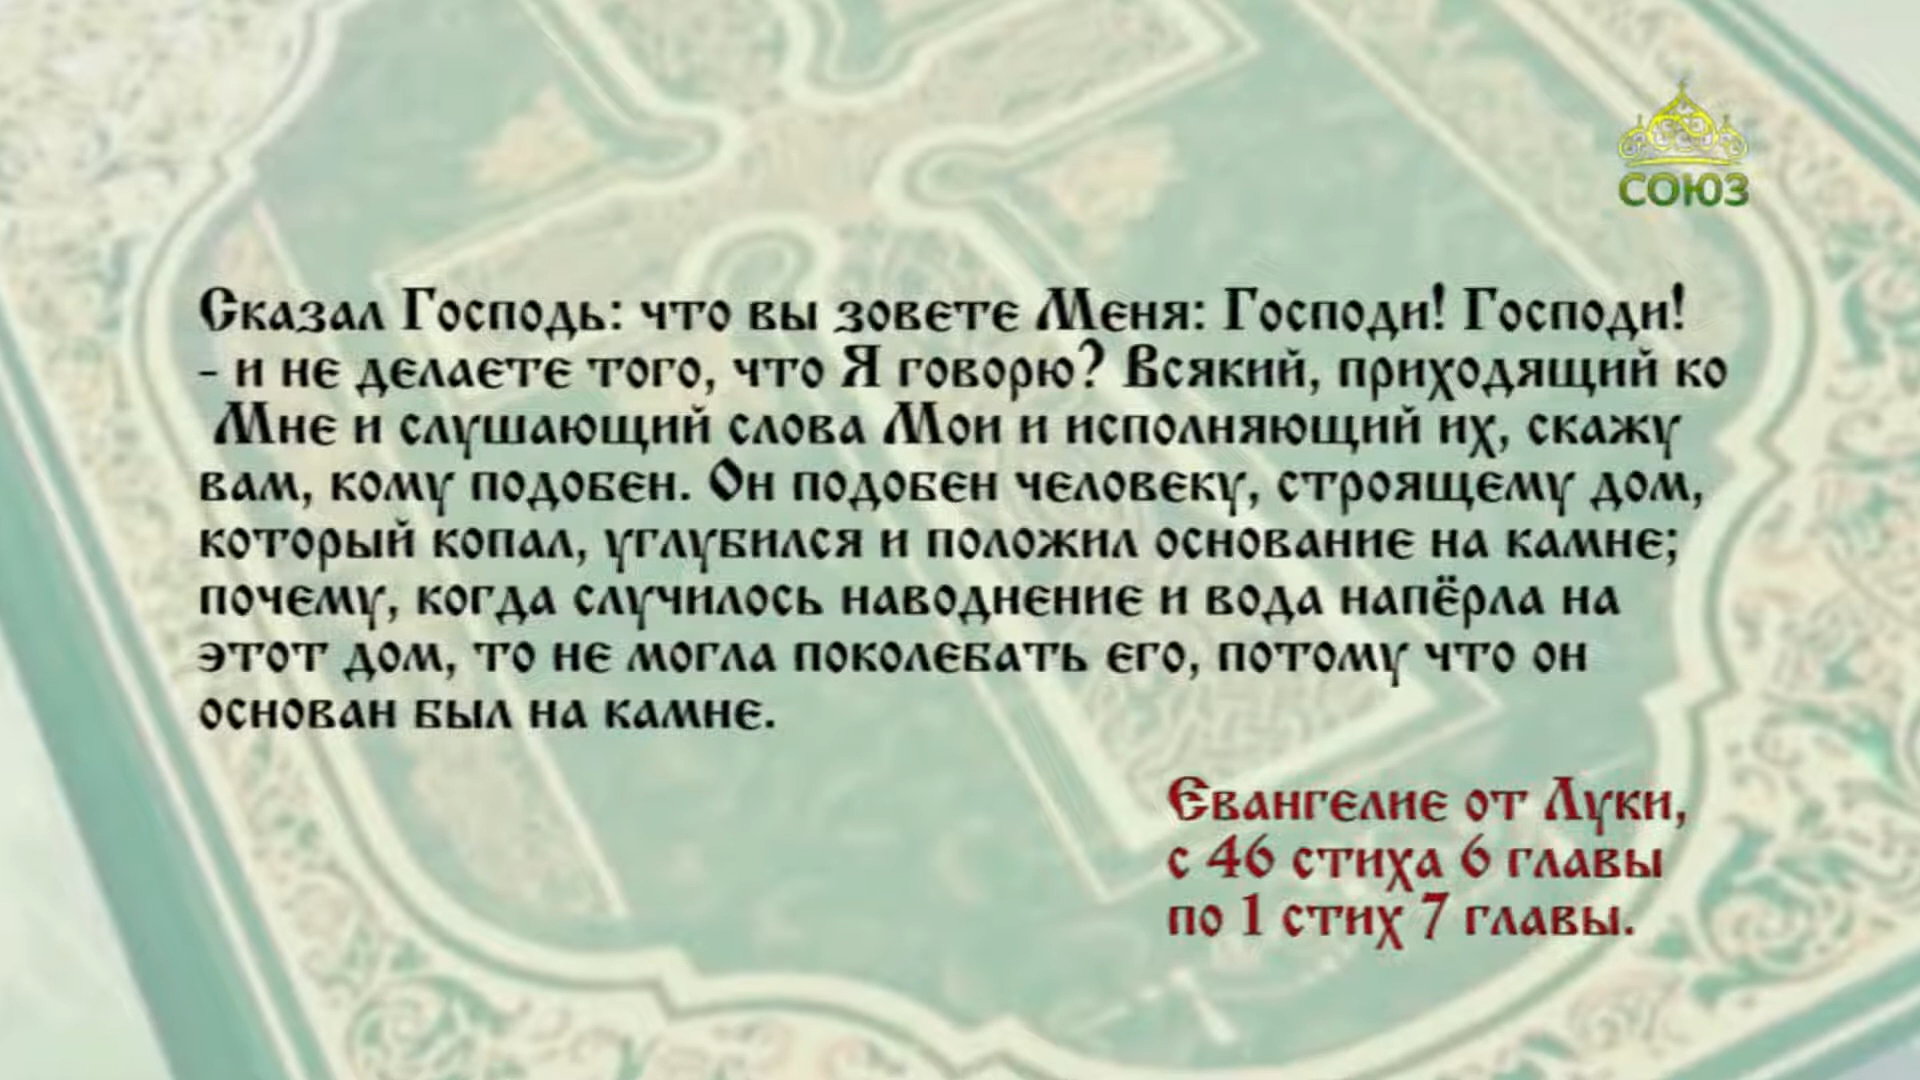 СОЮЗ
Сказал Господь: что вы зовете Меня: Господи! Господи!
- и не делаете того, что Я говорю? Всякий, приходящий ко
Мне и слушающий слова Мои и исполняющий их, скажу
вам, кому подобен. Он подобен человеку, строящему дом,
который копал, углубился и положил основание на камне;
почему, когда случилось наводнение и вода напёрла на
этот дом, то не могла поколебать его, потому что он
основан был на камне.
Евангелие от Луки,
с 46 стиха 6 главы
по 1 стих 7 главы.